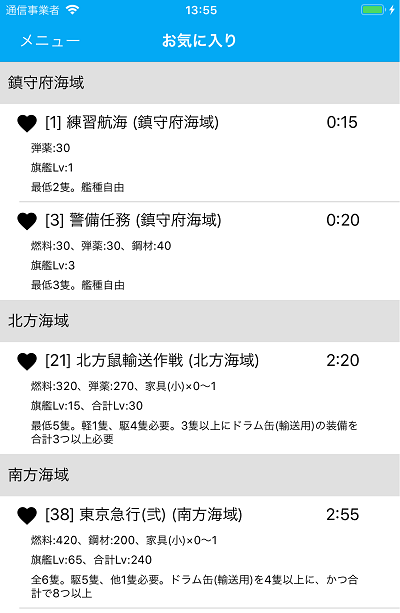 通信事業者 13:55
メニュー お気に入り
鎮守府海域
[1] 練習航海 (鎮守府海域) 0:15
弾薬:30
旗艦Lv:1
最低2隻。艦種自由
[3] 警備任務 (鎮守府海域) 0:20
燃料:30、弾薬:30、鋼材:40
旗艦Lv:3
最低3隻。艦種自由
北方海域
[21] 北方鼠輸送作戦 (北方海域) 2:20
燃料:320、弾薬:270、家具(小)×0〜1
旗艦Lv:15、合計Lv:30
最低5隻。軽1隻、駆4隻必要。3隻以上にドラム缶(輸送用)の装備を
合計3つ以上必要
南方海域
[38] 東京急行(弐) (南方海域) 2:55
燃料:420、鋼材:200、家具(小)×0〜1
旗艦Lv:65、合計Lv:240
全6隻。駆5隻、他1隻必要。ドラム缶(輸送用)を4隻以上に、かつ合
計で8つ以上